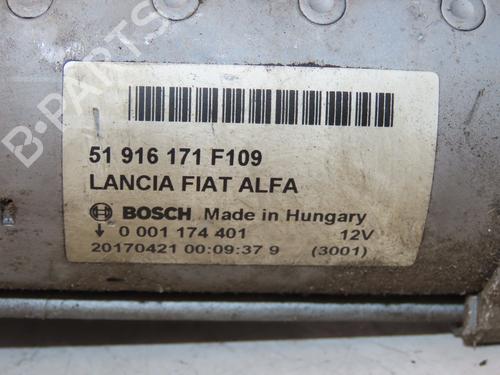 B-PARTS
51 916 171 F109
LANCIA FIAT ALFA
BOSCH Made in Hungary
0 001 174 401 12V
20170421 00:09:37 9 (3001)